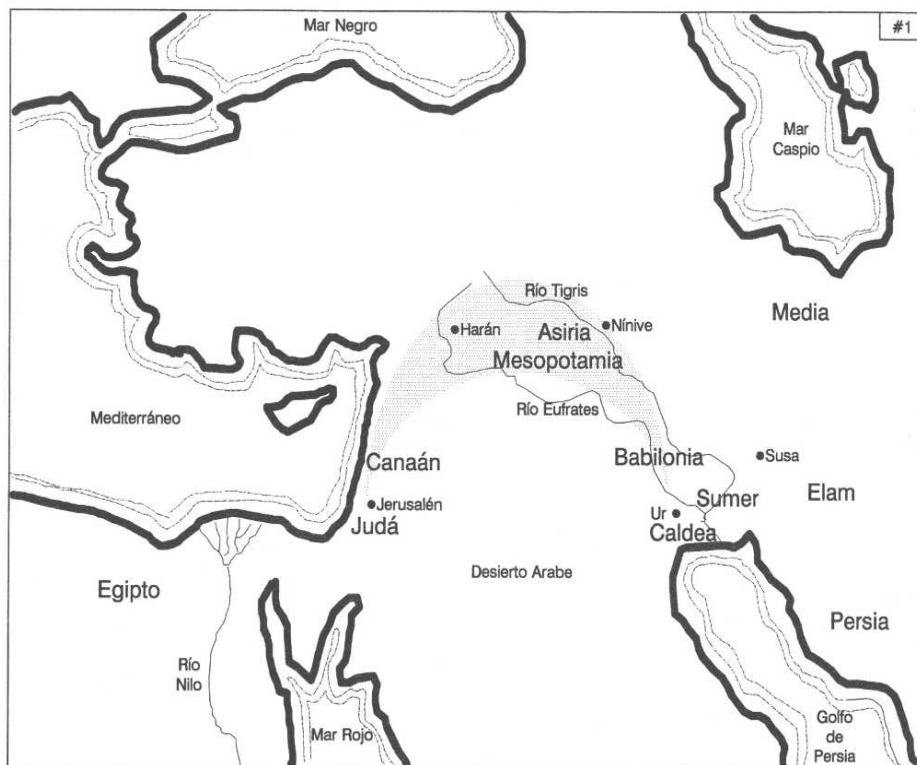 #1
Mar Negro
Mar
Caspio
Media
Río Tigris
Nínive
Harán
Asiria
Mesopotamia
Río Eufrates
Mediterráneo
Canaán
Babilonia
Susa
Elam
Jerusalén
Judá
Sumer
Ur
Caldea
Desierto Arabe
Egipto
Persia
Río
Nilo
Mar Rojo
Golfo
de
Persia